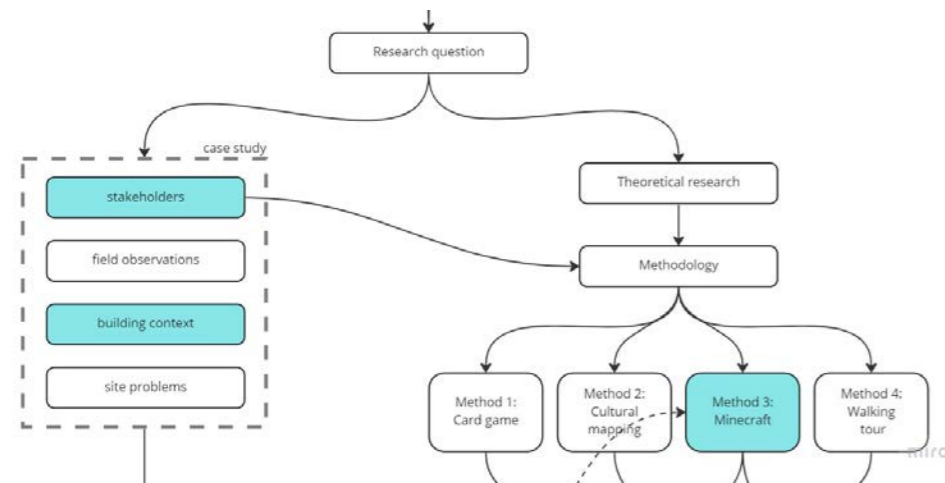 Research question
case study
stakeholders
field observations
building context
site problems
Theoretical research
Methodology
Method 1:
Card game
Method 2:
Cultural
mapping
Method 3:
Minecraft
Method 4:
Walking
tour
miro